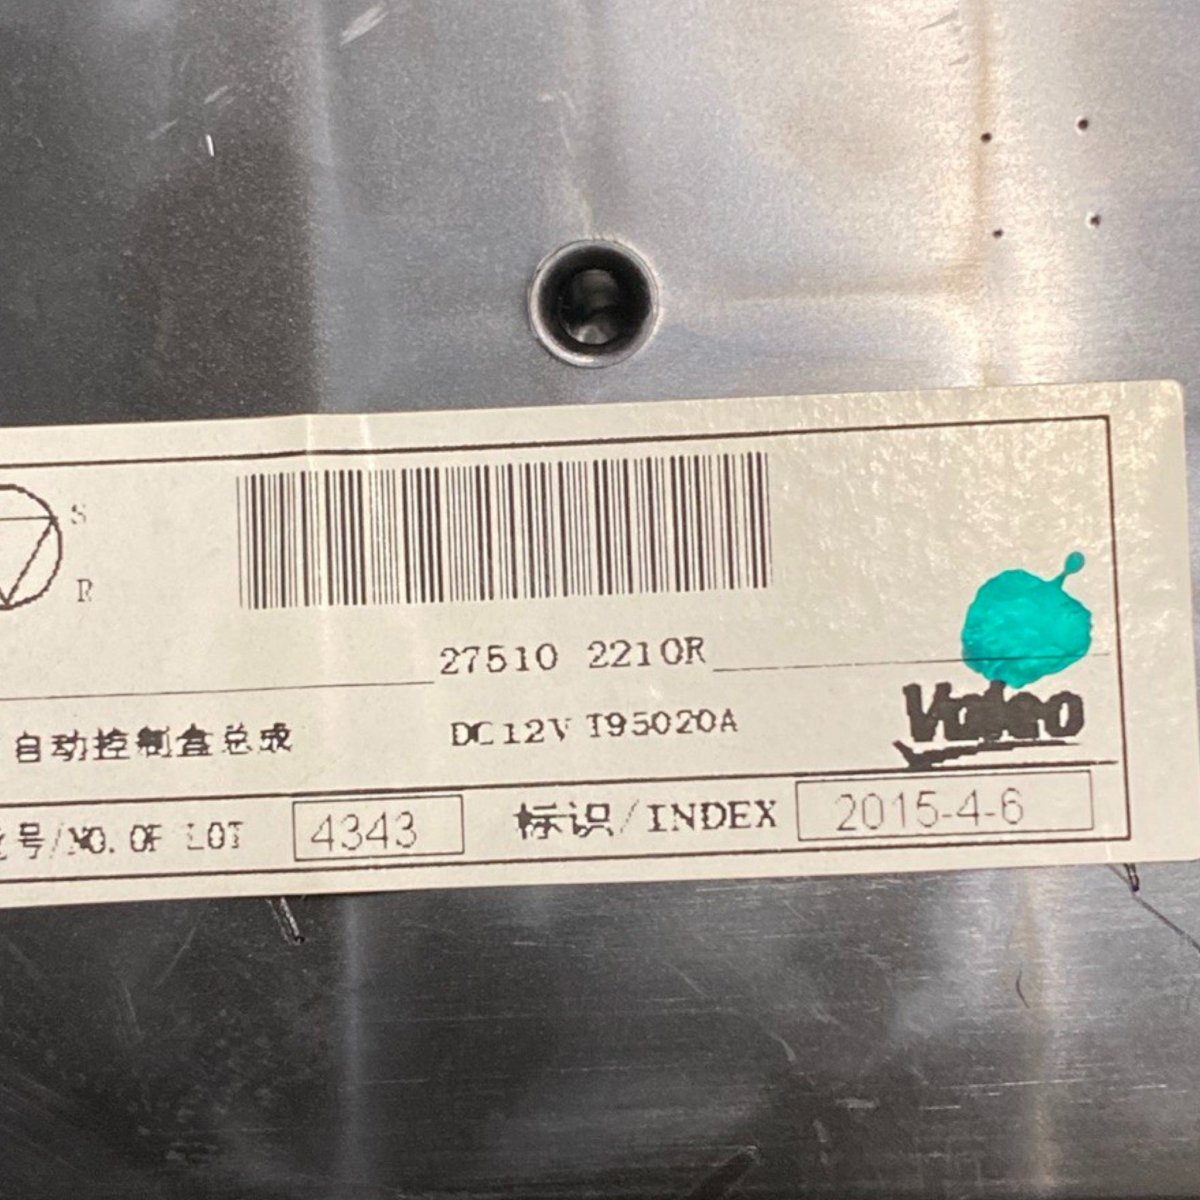 S
R
27510 2210R
自动控制盒总成 DC12V T95020A Valeo
号/NO. OF LOT 4343 标识/INDEX 2015-4-6